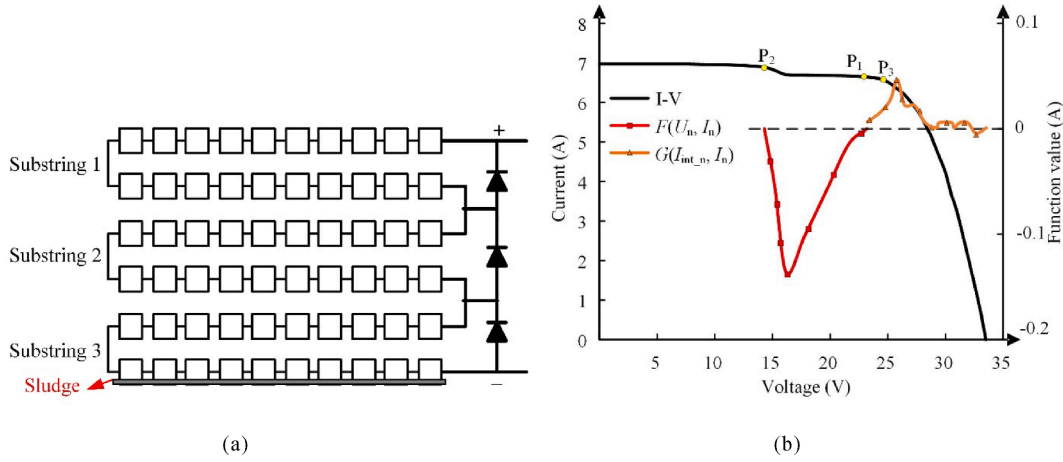 Substring 1
Substring 2
Substring 3
Sludge
+
−
(a)
Current (A)
8
7
6
5
4
3
2
1
0
5
10
15
20
25
30
35
Voltage (V)
0.1
0
-0.1
-0.2
Function value (A)
P2
P1
P3
I-V
F(Un, In)
G(Iint_n, In)
(b)